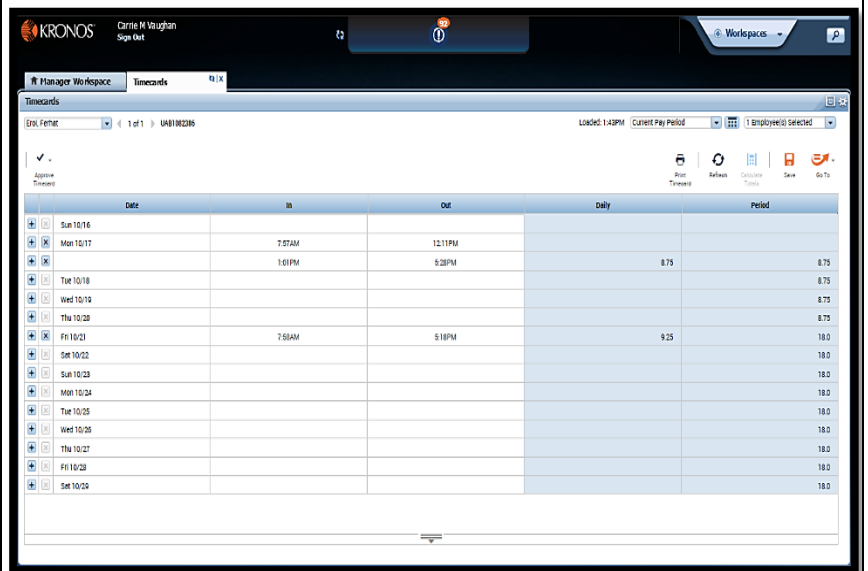 KRONOS
Carrie M Vaughan
Sign Out
92
Workspaces
Manager Workspace
Timecards
Timecards
Erol, Ferhat
1 of 1
UAB1082386
Loaded: 1:43PM
Current Pay Period
1 Employee(s) Selected
Approve Timecard
Print Timecard
Refresh
Calculate Totals
Save
Go To
Date In Out Daily Period
Sun 10/16
Mon 10/17 7:57AM 12:11PM
1:01PM 5:28PM 8.75 8.75
Tue 10/18 8.75
Wed 10/19 8.75
Thu 10/20 8.75
Fri 10/21 7:58AM 5:18PM 9.25 18.0
Sat 10/22 18.0
Sun 10/23 18.0
Mon 10/24 18.0
Tue 10/25 18.0
Wed 10/26 18.0
Thu 10/27 18.0
Fri 10/28 18.0
Sat 10/29 18.0